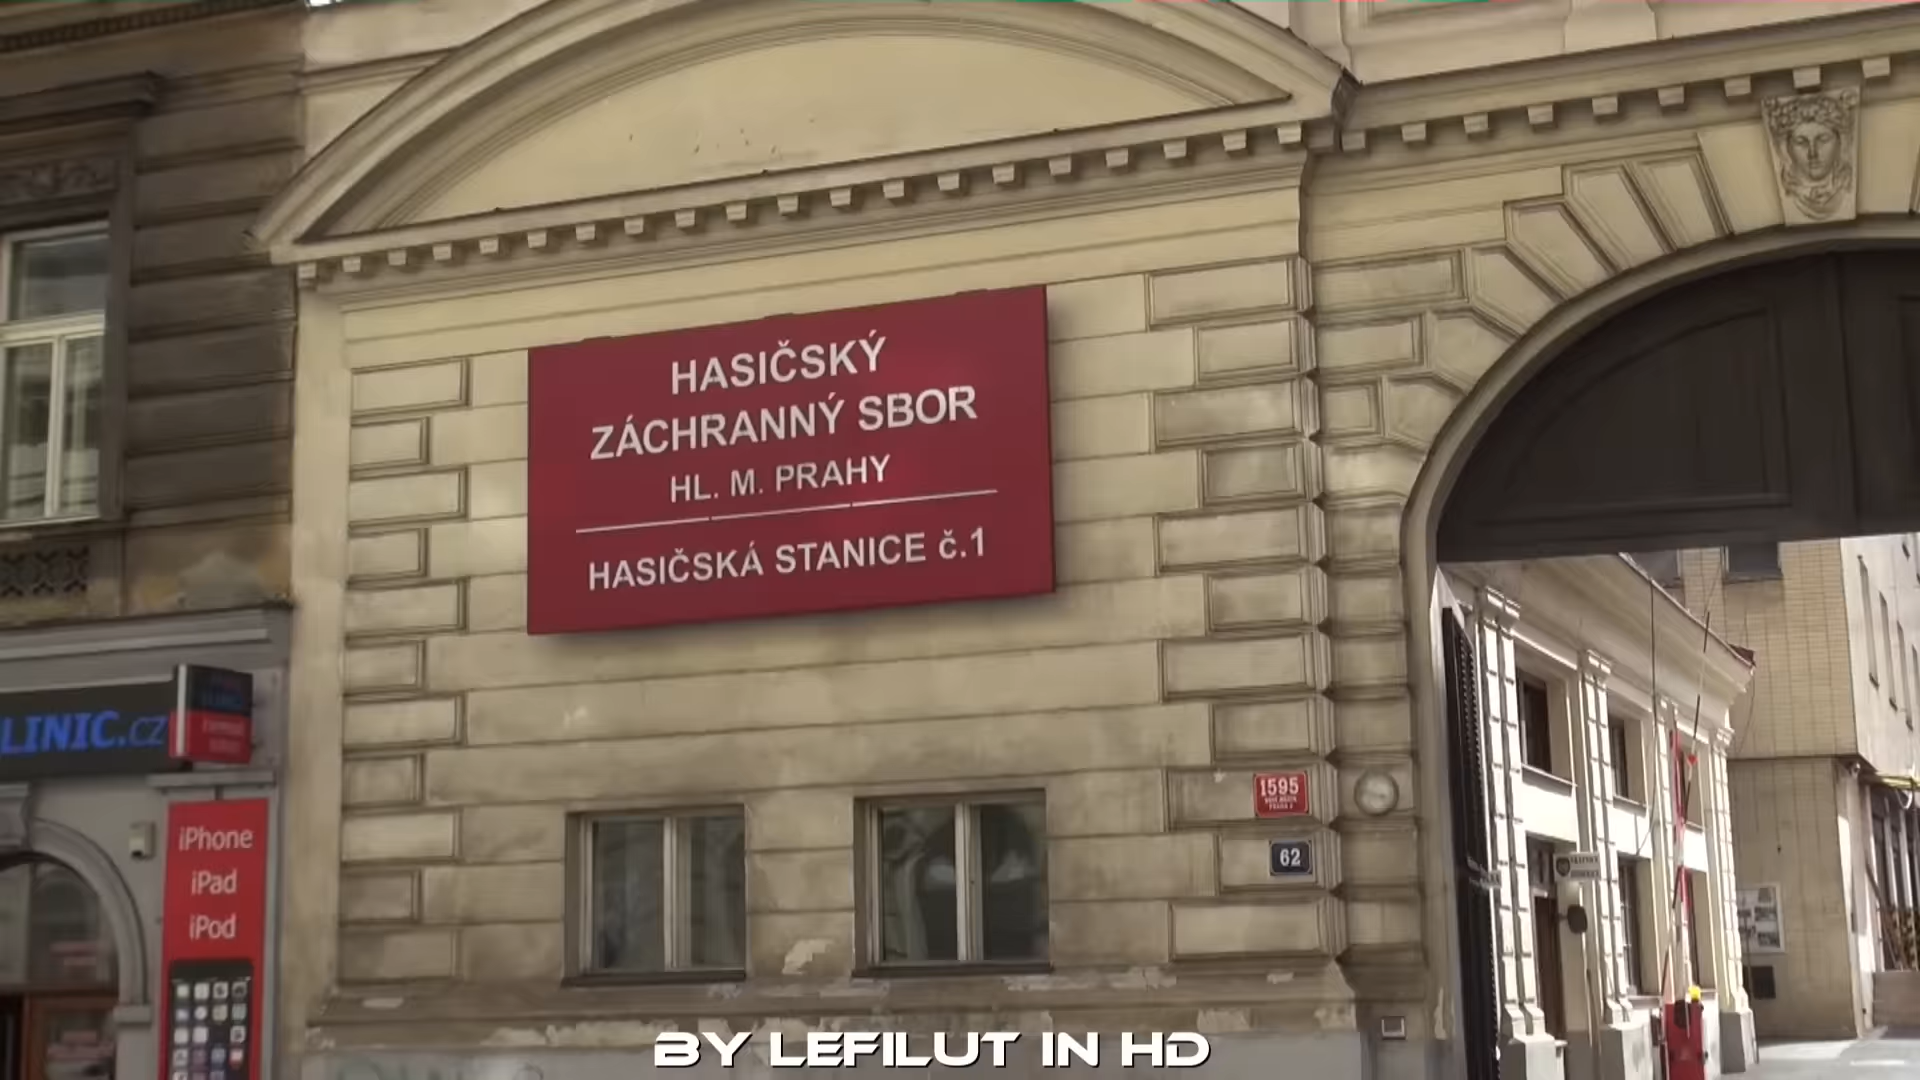 HASIČSKÝ
ZÁCHRANNÝ SBOR
HL. M. PRAHY
HASIČSKÁ STANICE č.1
LINIC.CZ
iPhone
iPad
iPod
1595
62
BY LEFILUT IN HD